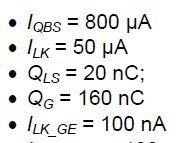 • IQBS = 800 μA
• ILK = 50 μA
• QLS = 20 nC;
• QG = 160 nC
• ILK_GE = 100 nA